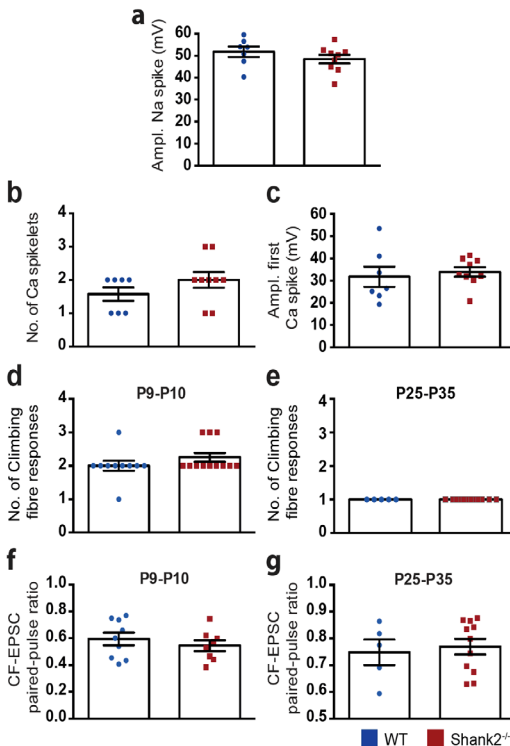 a
Ampl. Na spike (mV)
60
50
40
30
20
10
0
b
No. of Ca spikelets
4
3
2
1
0
c
Ampl. first
Ca spike (mV)
60
50
40
30
20
10
0
d
P9-P10
No. of Climbing
fibre responses
4
3
2
1
0
e
P25-P35
No. of Climbing
fibre responses
4
3
2
1
0
f
P9-P10
CF-EPSC
paired-pulse ratio
1.0
0.8
0.6
0.4
0.2
0.0
g
P25-P35
CF-EPSC
paired-pulse ratio
1.0
0.9
0.8
0.7
0.6
0.5
WT
Shank2-/-